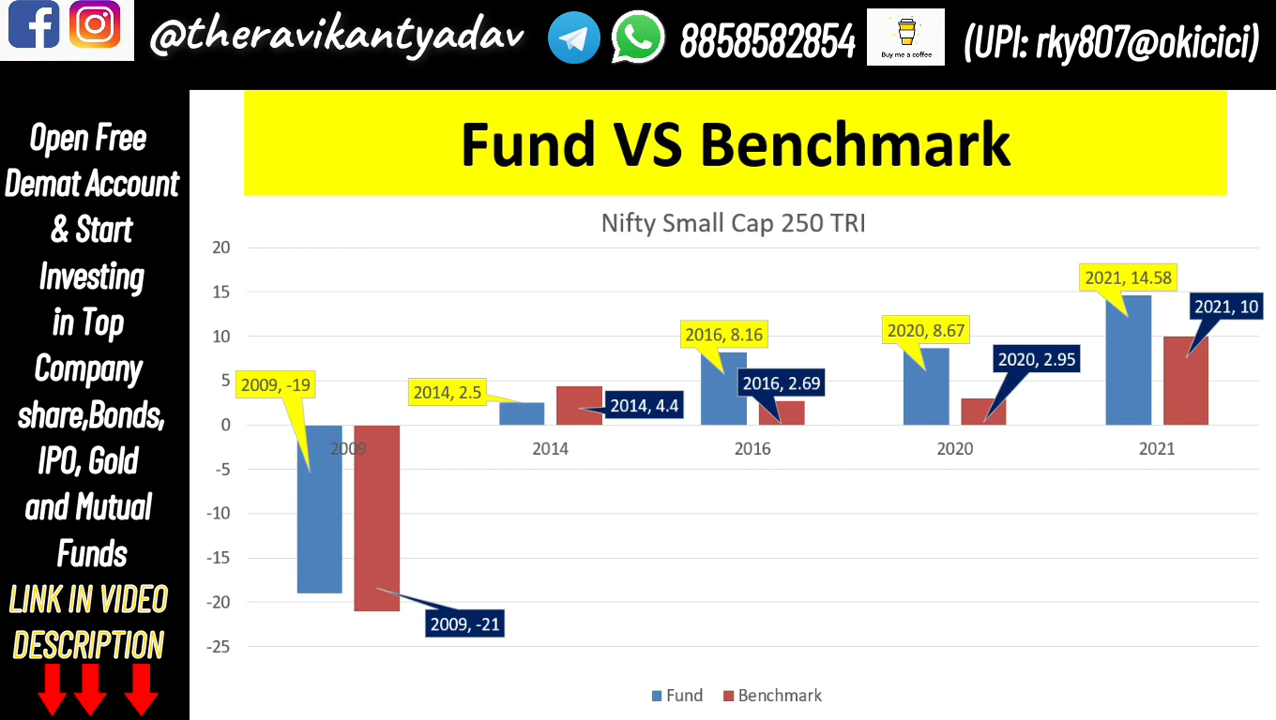 @theravikantyadav 8858582854 Buy me a coffee (UPI: rky807@okicici)
Open Free
Demat Account
& Start
Investing
in Top
Company
share,Bonds,
IPO, Gold
and Mutual
Funds
LINK IN VIDEO
DESCRIPTION
Fund VS Benchmark
Nifty Small Cap 250 TRI
20
15
10
5
0
-5
-10
-15
-20
-25
2009, -19
2009, -21
2014, 2.5
2014, 4.4
2016, 8.16
2016, 2.69
2020, 8.67
2020, 2.95
2021, 14.58
2021, 10
2009 2014 2016 2020 2021
Fund Benchmark